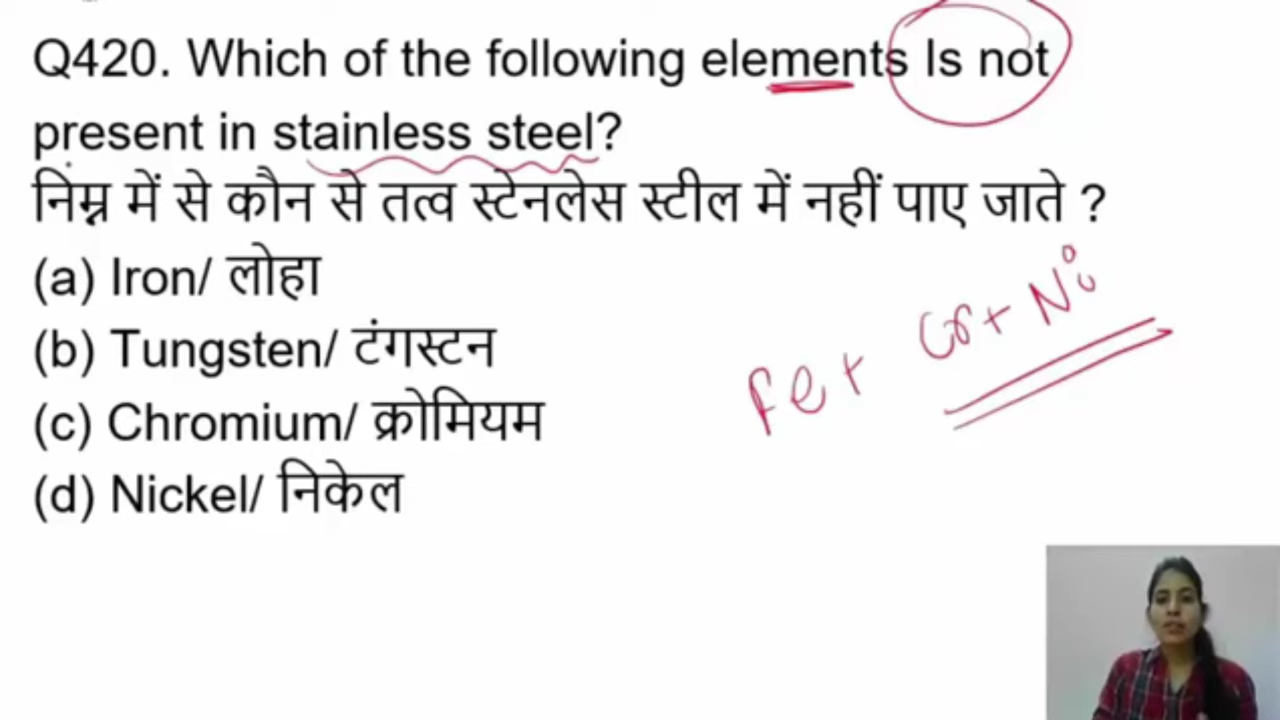 Q420. Which of the following elements Is not
present in stainless steel?
निम्न में से कौन से तत्व स्टेनलेस स्टील में नहीं पाए जाते ?
(a) Iron/ लोहा
(b) Tungsten/ टंगस्टन
(c) Chromium/ क्रोमियम
(d) Nickel/ निकेल
Fe + Cr + Ni